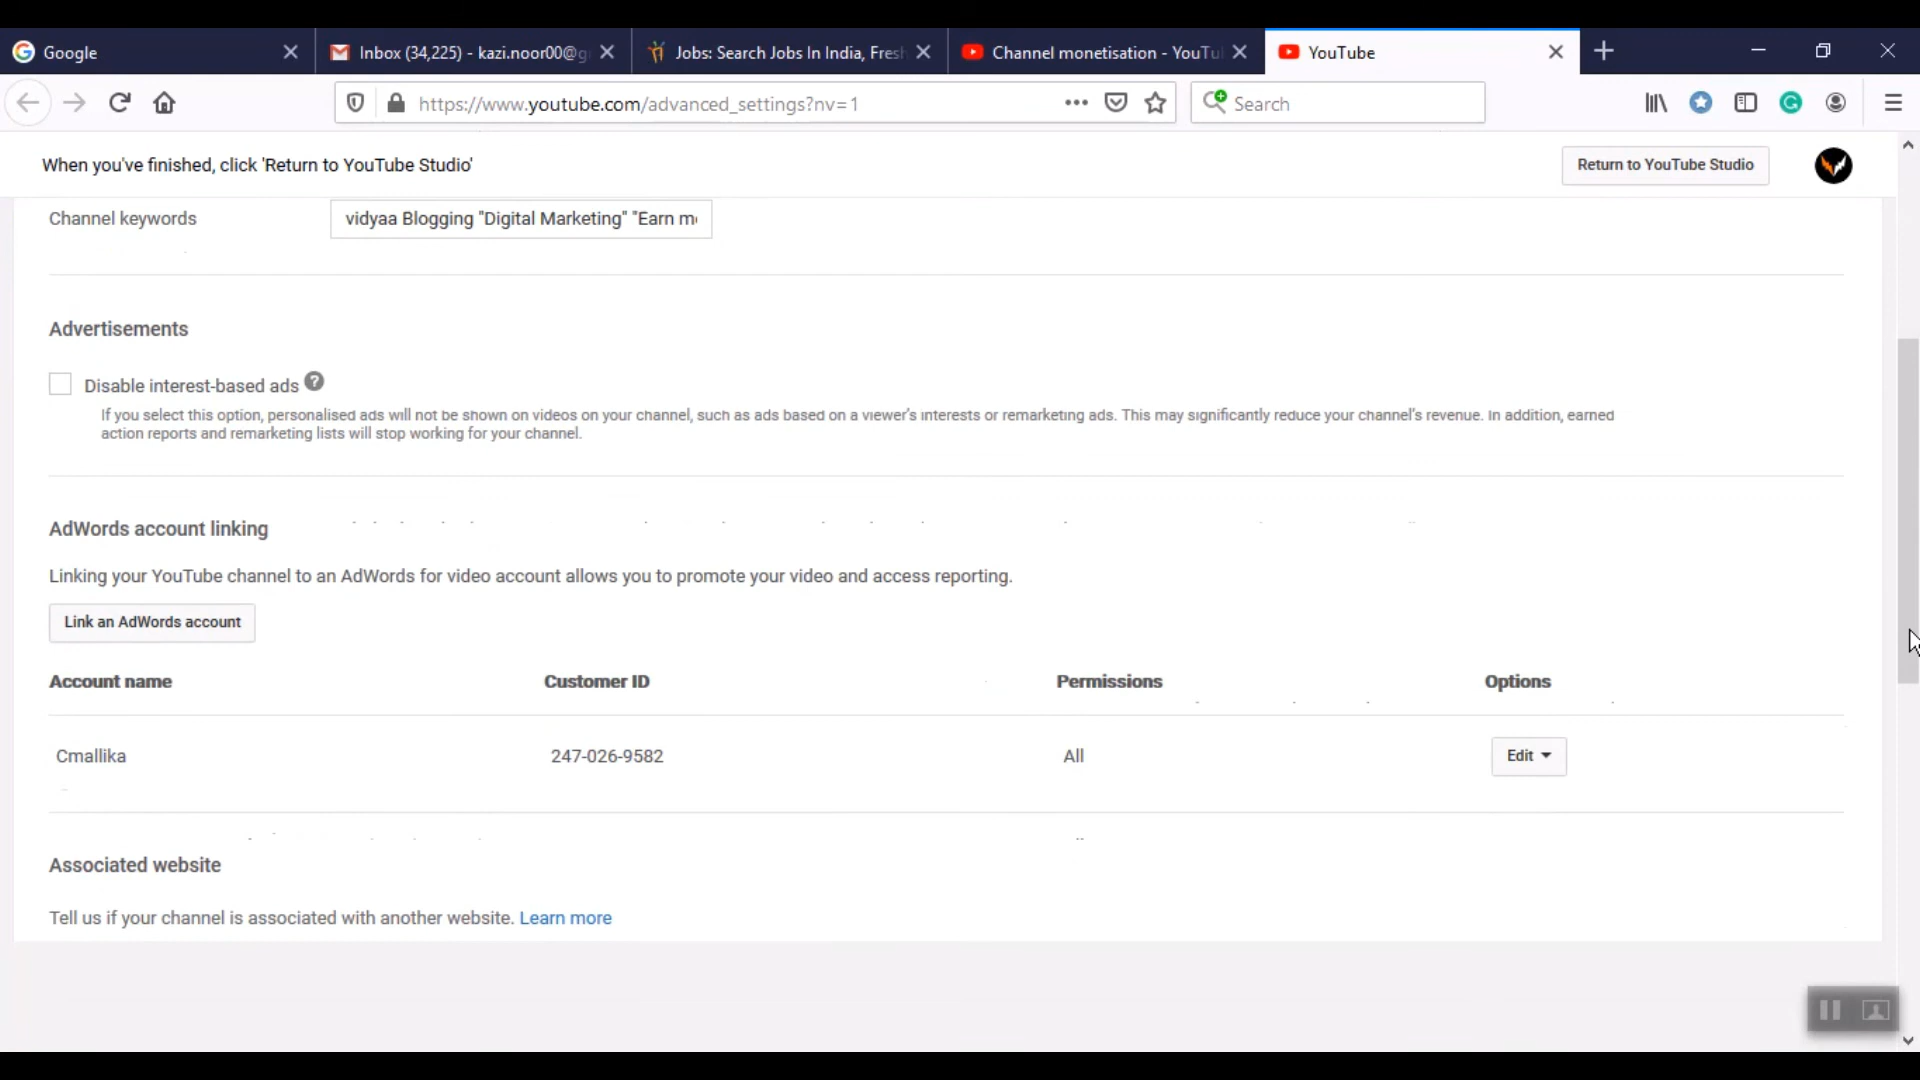 Google
Inbox (34,225) - kazi.noor00@g
Jobs: Search Jobs In India, Fresh
Channel monetisation - YouTu
YouTube
https://www.youtube.com/advanced_settings?nv=1
Search
When you've finished, click 'Return to YouTube Studio'
Return to YouTube Studio
Channel keywords
vidyaa Blogging "Digital Marketing" "Earn m
Advertisements
Disable interest-based ads
If you select this option, personalised ads will not be shown on videos on your channel, such as ads based on a viewer's interests or remarketing ads. This may significantly reduce your channel's revenue. In addition, earned
action reports and remarketing lists will stop working for your channel.
AdWords account linking
Linking your YouTube channel to an AdWords for video account allows you to promote your video and access reporting.
Link an AdWords account
Account name Customer ID Permissions Options
Cmallika 247-026-9582 All Edit
Associated website
Tell us if your channel is associated with another website. Learn more